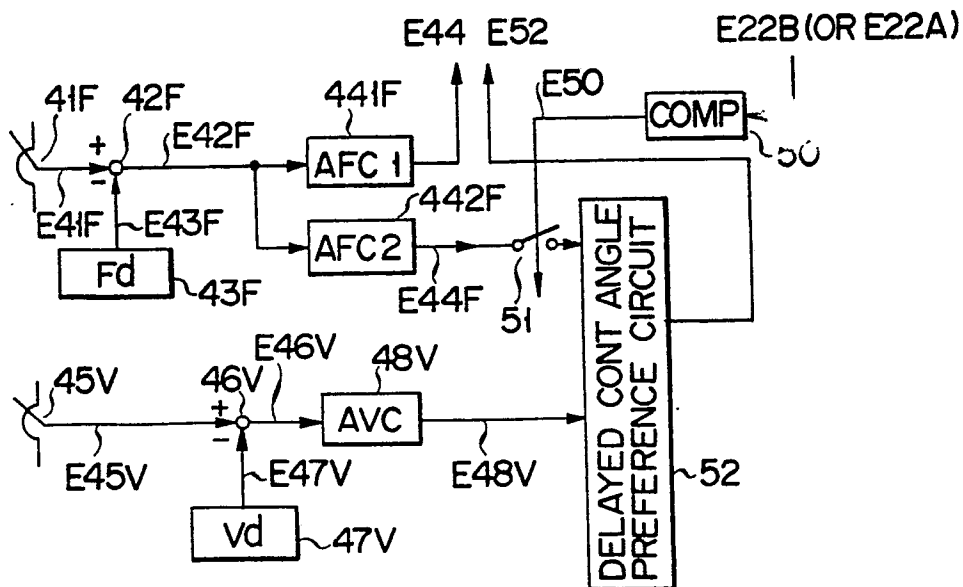 E44 E52 E22B (OR E22A)
41F 42F E42F 441F E50 COMP
50
+
-
AFC 1
E41F E43F 442F
AFC2
Fd
43F E44F 51
E46V
45V 46V 48V
+
-
AVC
E45V E47V E48V 52
Vd
47V
DELAYED CONT ANGLE
PREFERENCE CIRCUIT